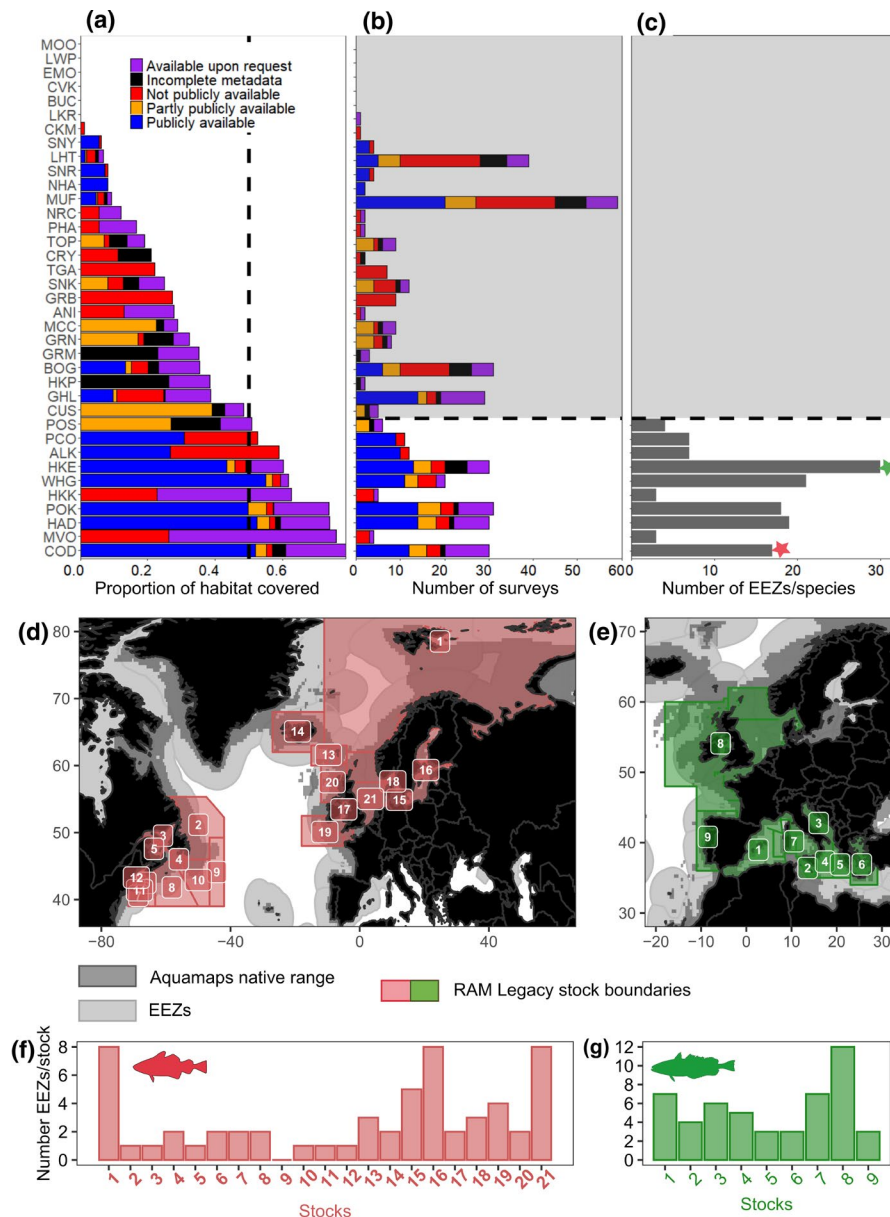 (a) (b) (c)
MOO
LWP
EMO
CVK
BUC
LKR
CKM
SNY
LHT
SNR
NHA
MUF
NRC
PHA
TOP
CRY
TGA
SNK
GRB
ANI
MCC
GRN
GRM
BOG
HKP
GHL
CUS
POS
PCO
ALK
HKE
WHG
HKK
POK
HAD
MVO
COD
Available upon request
Incomplete metadata
Not publicly available
Partly publicly available
Publicly available
0.0 0.2 0.4 0.6 0 10 20 30 40 50 60 0 10 20 30
Proportion of habitat covered Number of surveys Number of EEZs/species
(d) (e)
80
70
60
50
40
-80 -40 0 40
1 14 13 16 20 18 21 15 17 19 2 3 5 4 9 12 10 11 8
70
60
50
40
30
-20 -10 0 10 20 30
8 9 3 1 7 2 4 5 6
Aquamaps native range
EEZs
RAM Legacy stock boundaries
(f) (g)
Number EEZs/stock
8
6
4
2
0
1 2 3 4 5 6 7 8 9 10 11 12 13 14 15 16 17 18 19 20 21
Stocks
12
10
8
6
4
2
0
1 2 3 4 5 6 7 8 9
Stocks